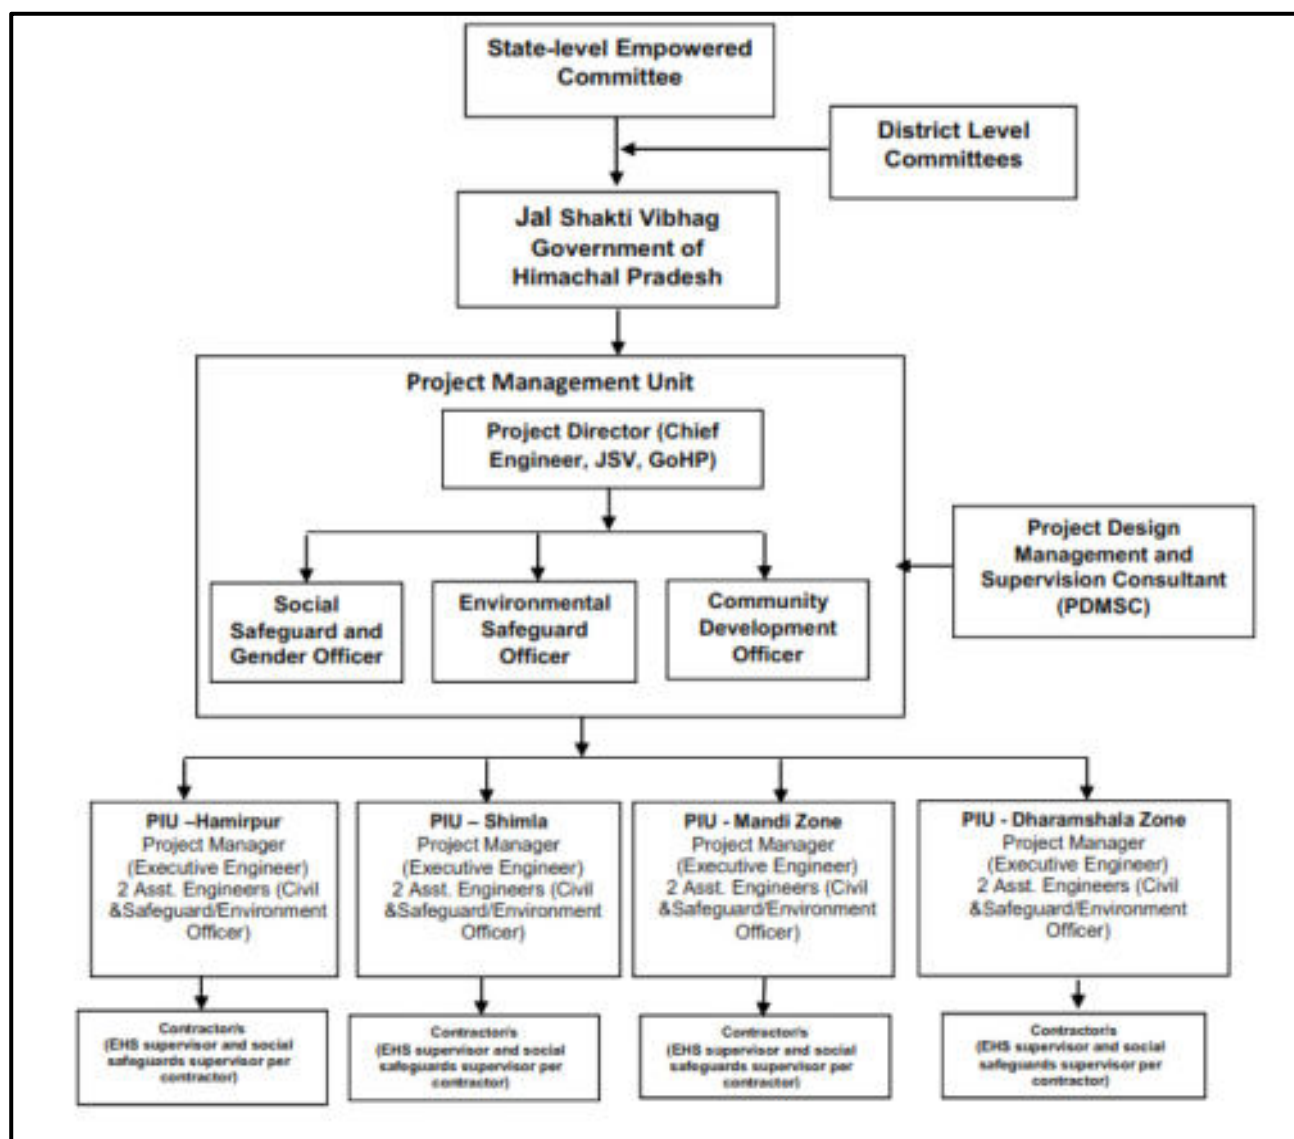 State-level Empowered
Committee
District Level
Committees
Jal Shakti Vibhag
Government of
Himachal Pradesh
Project Management Unit
Project Director (Chief
Engineer, JSV, GoHP)
Project Design
Management and
Supervision Consultant
(PDMSC)
Social
Safeguard and
Gender Officer
Environmental
Safeguard
Officer
Community
Development
Officer
PIU –Hamirpur
Project Manager
(Executive Engineer)
2 Asst. Engineers (Civil
&Safeguard/Environment
Officer)
PIU – Shimla
Project Manager
(Executive Engineer)
2 Asst. Engineers (Civil
&Safeguard/Environment
Officer)
PIU - Mandi Zone
Project Manager
(Executive Engineer)
2 Asst. Engineers (Civil
&Safeguard/Environment
Officer)
PIU - Dharamshala Zone
Project Manager
(Executive Engineer)
2 Asst. Engineers (Civil
&Safeguard/Environment
Officer)
Contractor/s
(EHS supervisor and social
safeguards supervisor per
contractor)
Contractor/s
(EHS supervisor and social
safeguards supervisor per
contractor)
Contractor/s
(EHS supervisor and social
safeguards supervisor per
contractor)
Contractor/s
(EHS supervisor and social
safeguards supervisor per
contractor)